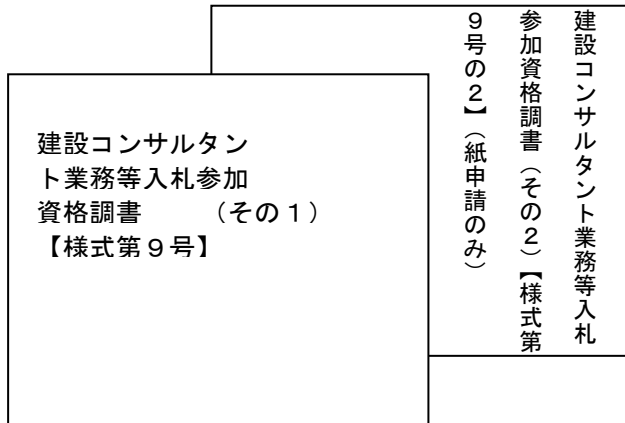 建設コンサルタン
ト業務等入札参加
資格調書　　（その１）
【様式第９号】
建設コンサルタント業務等入札
参加資格調書（その２）【様式第
９号の２】（紙申請のみ）